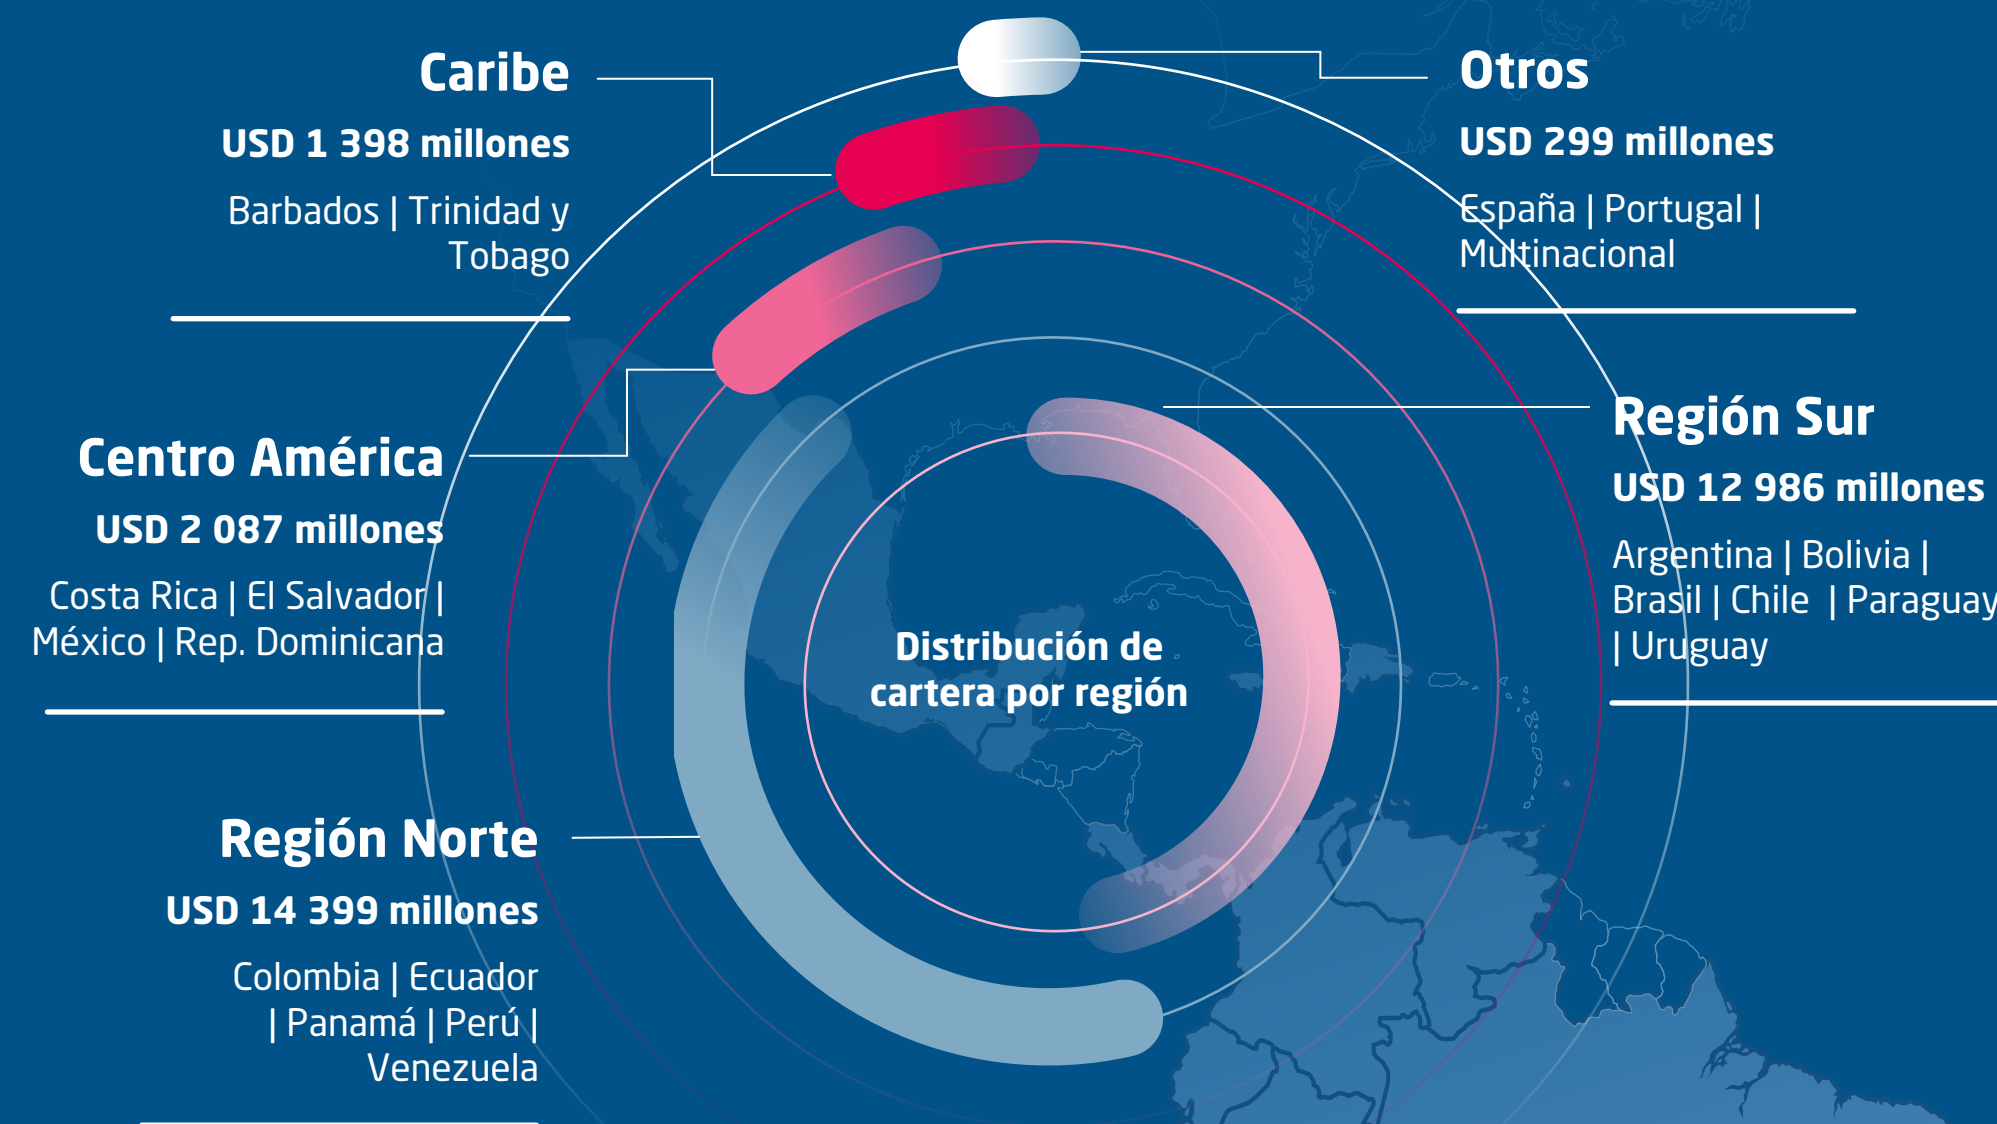 Caribe
USD 1 398 millones
Barbados | Trinidad y
Tobago
Otros
USD 299 millones
España | Portugal |
Multinacional
Centro América
USD 2 087 millones
Costa Rica | El Salvador |
México | Rep. Dominicana
Región Sur
USD 12 986 millones
Argentina | Bolivia |
Brasil | Chile | Paraguay
| Uruguay
Distribución de
cartera por región
Región Norte
USD 14 399 millones
Colombia | Ecuador
| Panamá | Perú |
Venezuela